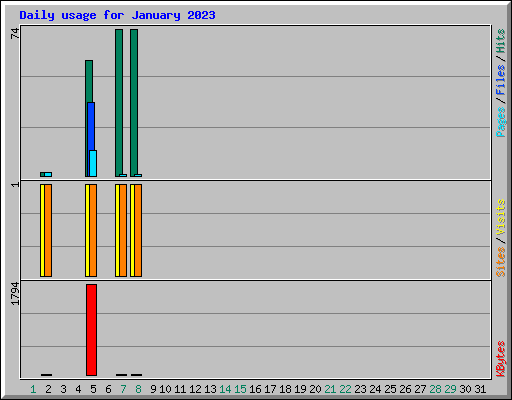 Daily usage for January 2023
74
1
1794
Pages / Files / Hits
Sites / Visits
KBytes
1 2 3 4 5 6 7 8 9 10 11 12 13 14 15 16 17 18 19 20 21 22 23 24 25 26 27 28 29 30 31